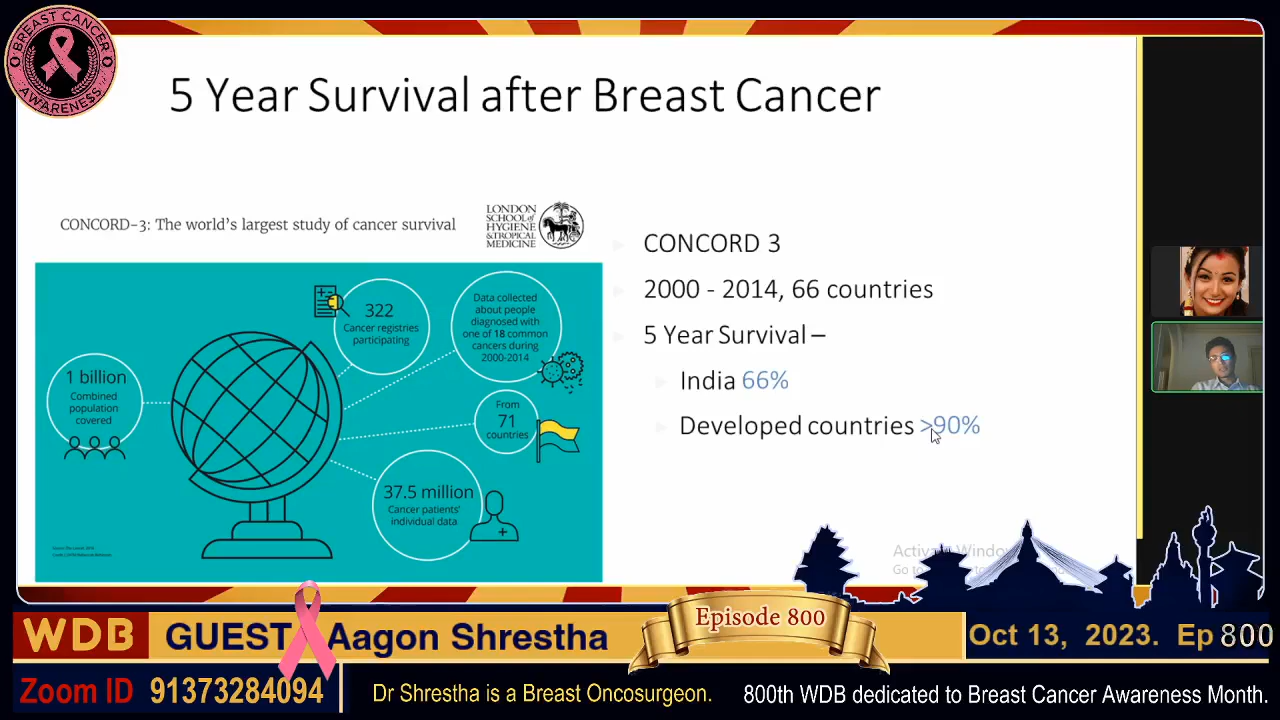 BREAST CANCER
AWARENESS
5 Year Survival after Breast Cancer
CONCORD-3: The world's largest study of cancer survival
LONDON
SCHOOL of
HYGIENE
& TROPICAL
MEDICINE
1 billion
Combined
population
covered
322
Cancer registries
participating
Data collected
about people
diagnosed with
one of 18 common
cancers during
2000-2014
From
71
countries
37.5 million
Cancer patients'
individual data
CONCORD 3
2000 - 2014, 66 countries
5 Year Survival –
India 66%
Developed countries >90%
Activate Windo
Go to
Episode 800
WDB GUEST Aagon Shrestha
Oct 13, 2023. Ep 800
Zoom ID 91373284094
Dr Shrestha is a Breast Oncosurgeon.
800th WDB dedicated to Breast Cancer Awareness Month.